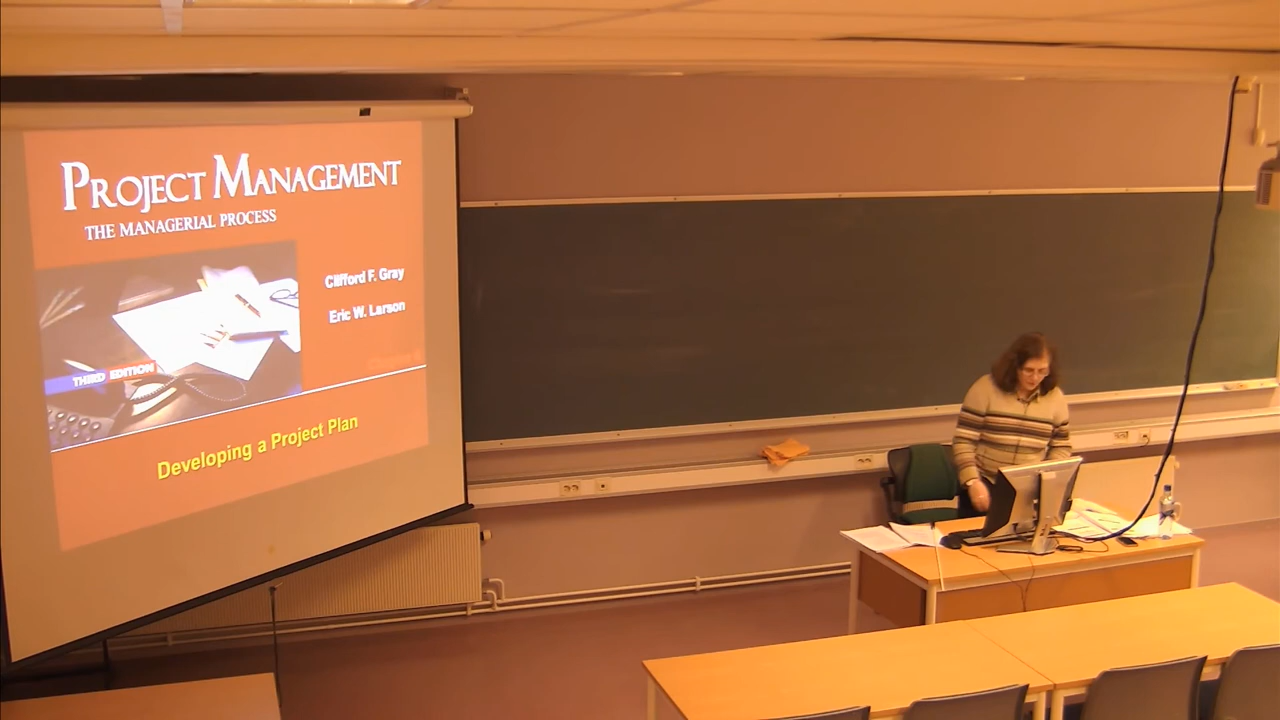 PROJECT MANAGEMENT
THE MANAGERIAL PROCESS
Clifford F. Gray
Eric W. Larson
THIRD EDITION
Developing a Project Plan